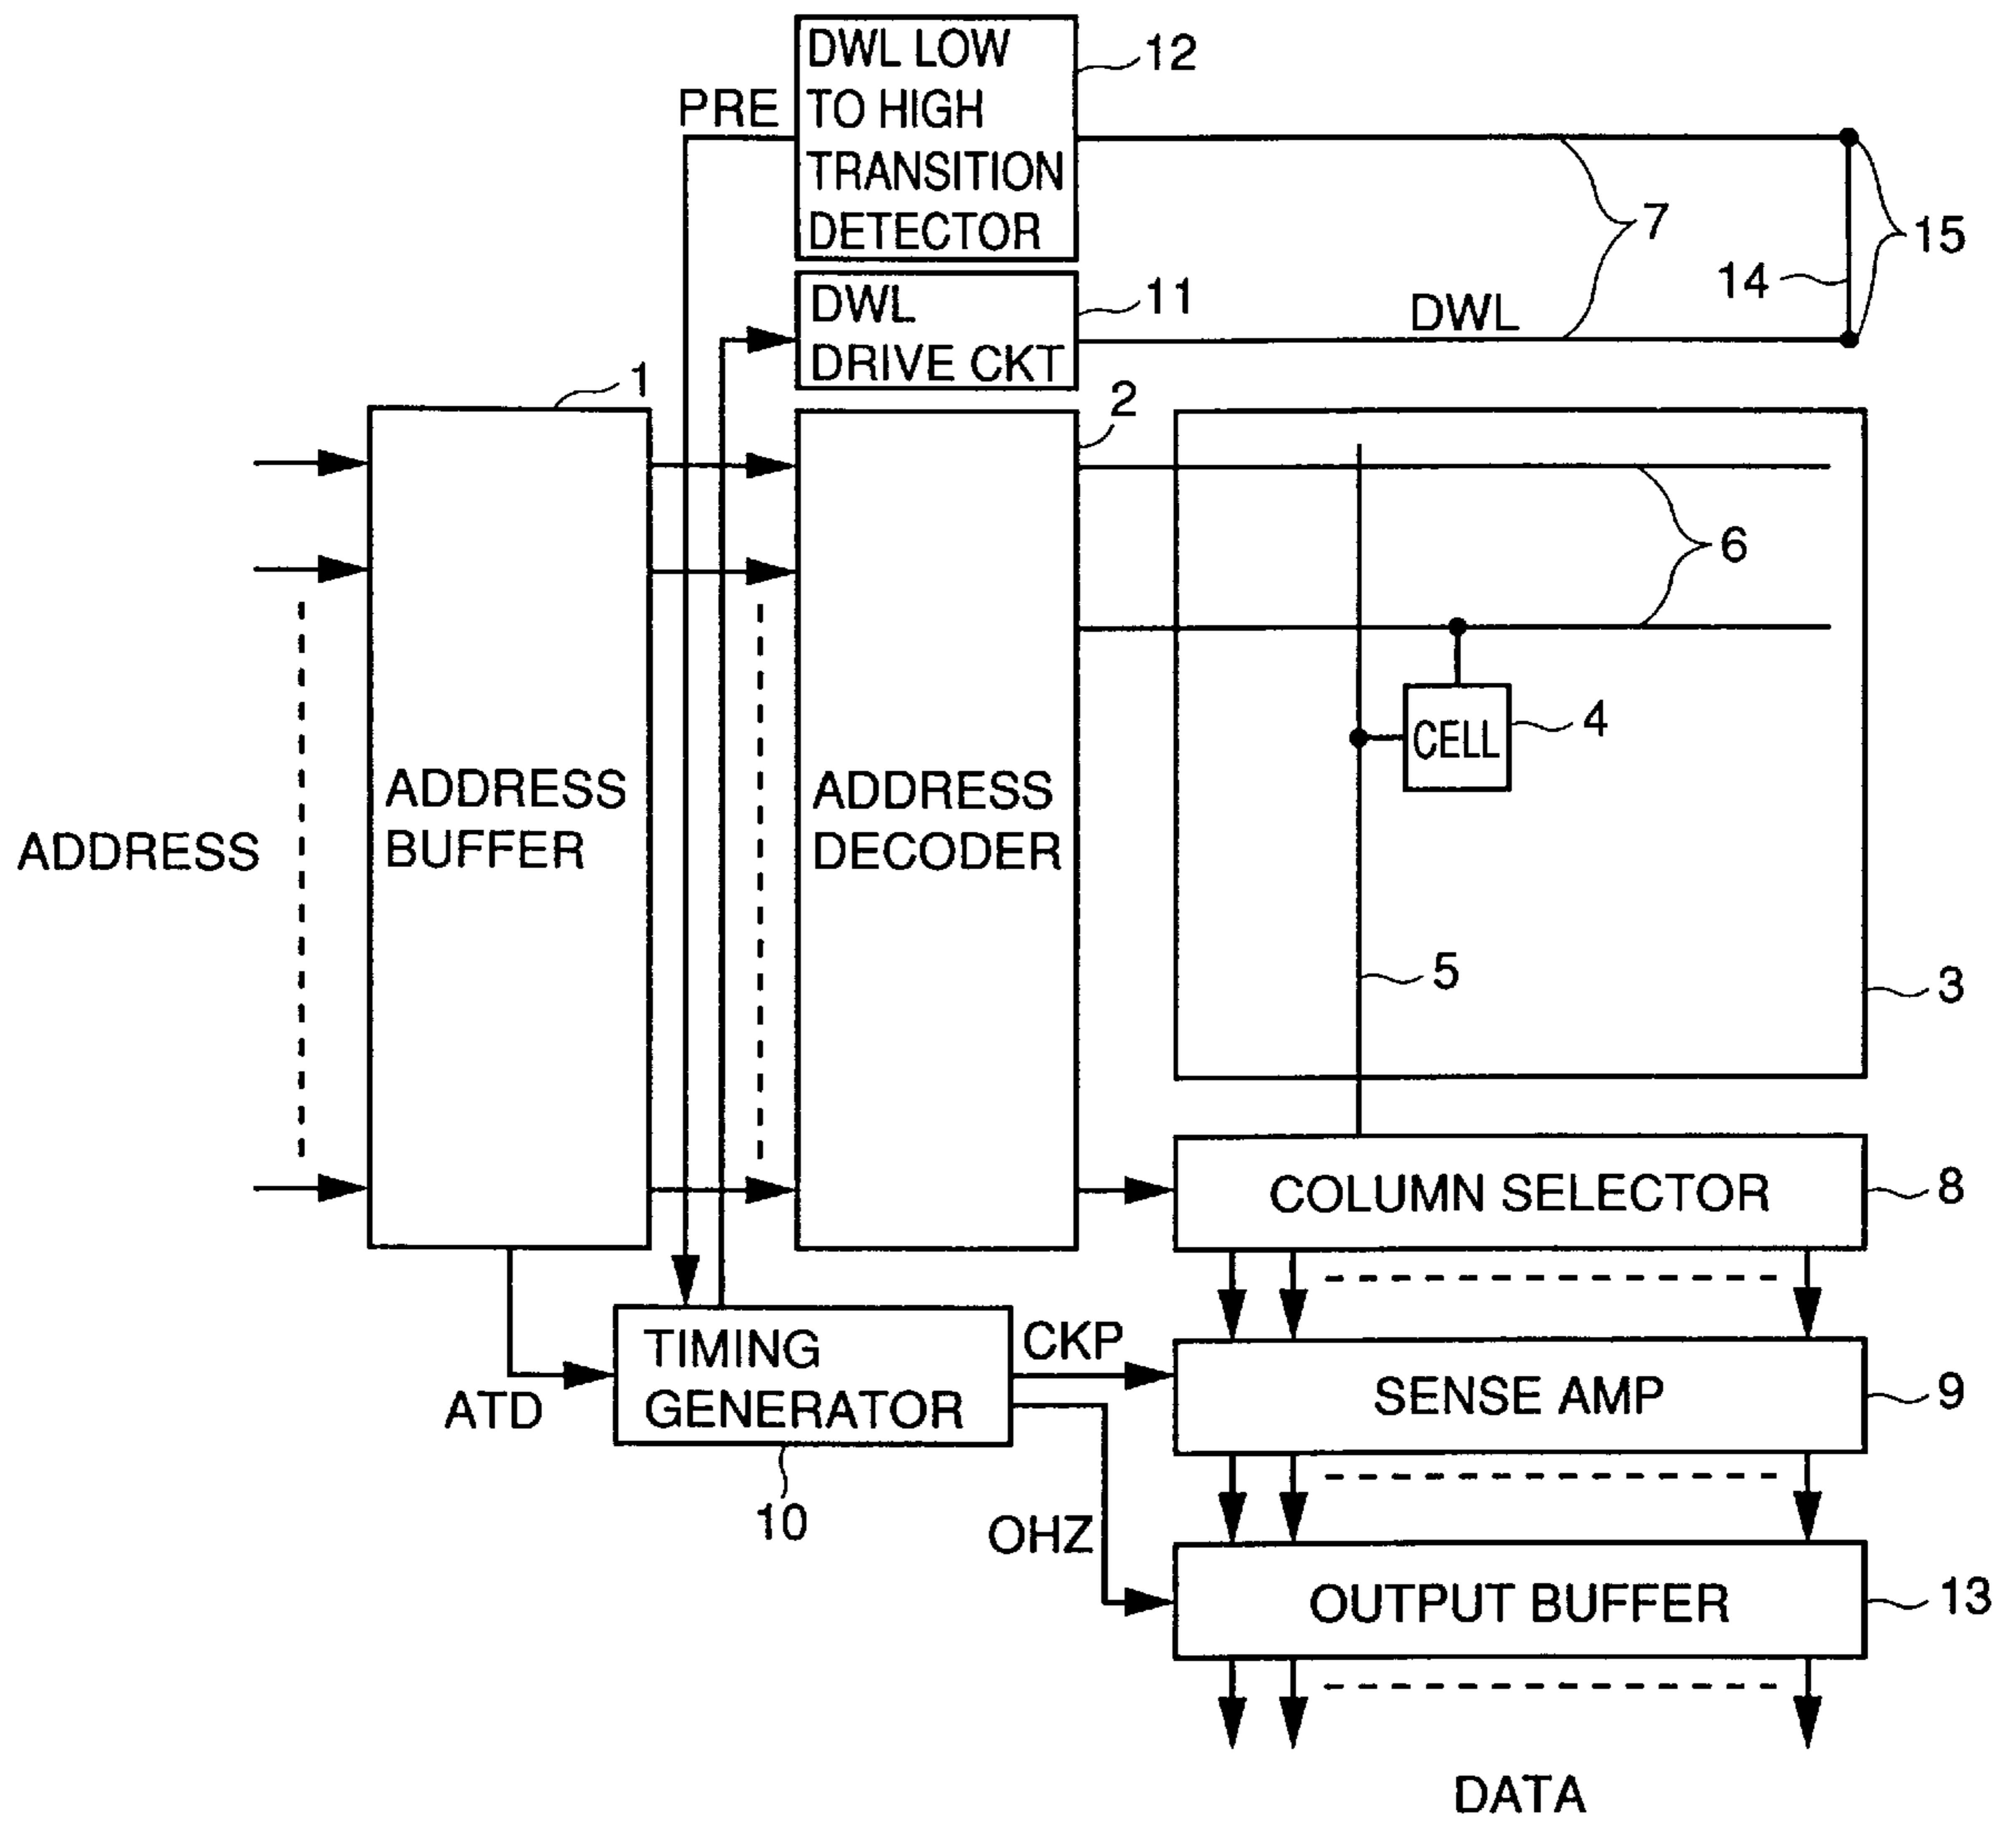 DWL LOW
TO HIGH
TRANSITION
DETECTOR
12
PRE
7
15
14
DWL
DRIVE CKT
11
DWL
1
2
6
CELL
4
ADDRESS
ADDRESS
BUFFER
ADDRESS
DECODER
5
3
COLUMN SELECTOR
8
TIMING
GENERATOR
CKP
ATD
SENSE AMP
9
10
OHZ
OUTPUT BUFFER
13
DATA